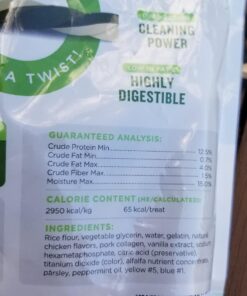 CLEANING
POWER
A TWIST!
HIGHLY
DIGESTIBLE
GUARANTEED ANALYSIS:
Crude Protein Min 12.5%
Crude Fat Min 0.7%
Crude Fat Max 4.0%
Crude Fiber Max 1.5%
Moisture Max 15.0%
CALORIE CONTENT (ME/CALCULATED)
2950 kcal/kg 65 kcal/treat
INGREDIENTS:
Rice flour, vegetable glycerin, water, gelatin, natural
chicken flavors, pork collagen, vanilla extract, sodium
hexametaphosphate, citric acid (preservative),
titanium dioxide (color), alfalfa nutrient concentrate,
parsley, peppermint oil, yellow #5, blue #1.